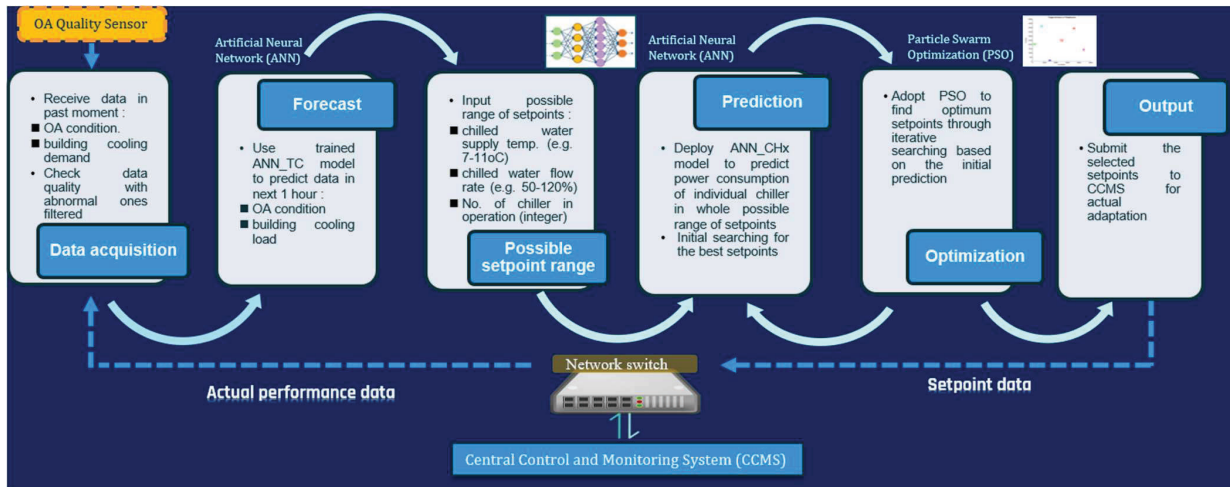 OA Quality Sensor
• Receive data in
past moment :
■ OA condition.
■ building cooling
demand
• Check data
quality with
abnormal ones
filtered
Data acquisition
Artificial Neural
Network (ANN)
Forecast
• Use trained
ANN_TC model
to predict data in
next 1 hour :
■ OA condition
■ building cooling
load
• Input possible
range of setpoints :
■ chilled water
supply temp. (e.g.
7-11oC)
■ chilled water flow
rate (e.g. 50-120%)
■ No. of chiller in
operation (integer)
Possible
setpoint range
Artificial Neural
Network (ANN)
Prediction
• Deploy ANN_CHx
model to predict
power consumption
of individual chiller
in whole possible
range of setpoints
• Initial searching for
the best setpoints
Particle Swarm
Optimization (PSO)
• Adopt PSO to
find optimum
setpoints through
iterative
searching based
on the initial
prediction
Optimization
Output
• Submit the
selected
setpoints to
CCMS for
actual
adaptation
Actual performance data
Network switch
Setpoint data
Central Control and Monitoring System (CCMS)